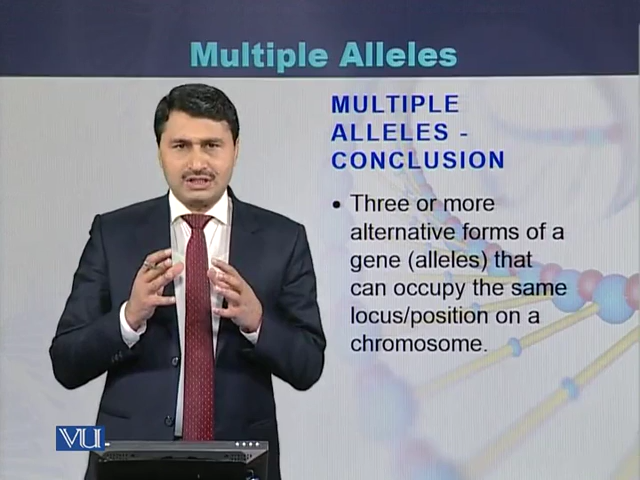 Multiple Alleles
MULTIPLE
ALLELES -
CONCLUSION
• Three or more
alternative forms of a
gene (alleles) that
can occupy the same
locus/position on a
chromosome.
VU